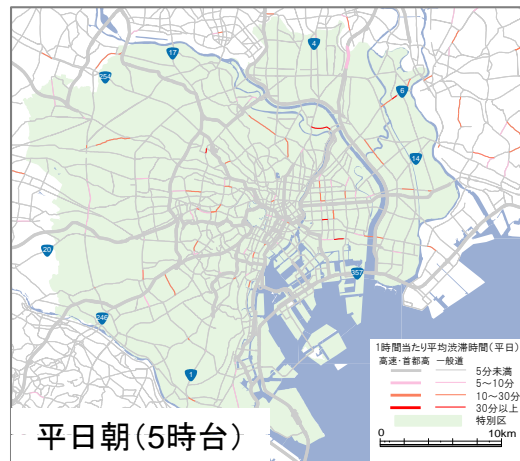 17
4
254
6
14
20
357
246
1
1時間当たり平均渋滞時間(平日)
高速・首都高 一般道
5分未満
5～10分
10～30分
30分以上
特別区
0 10km
平日朝(5時台)